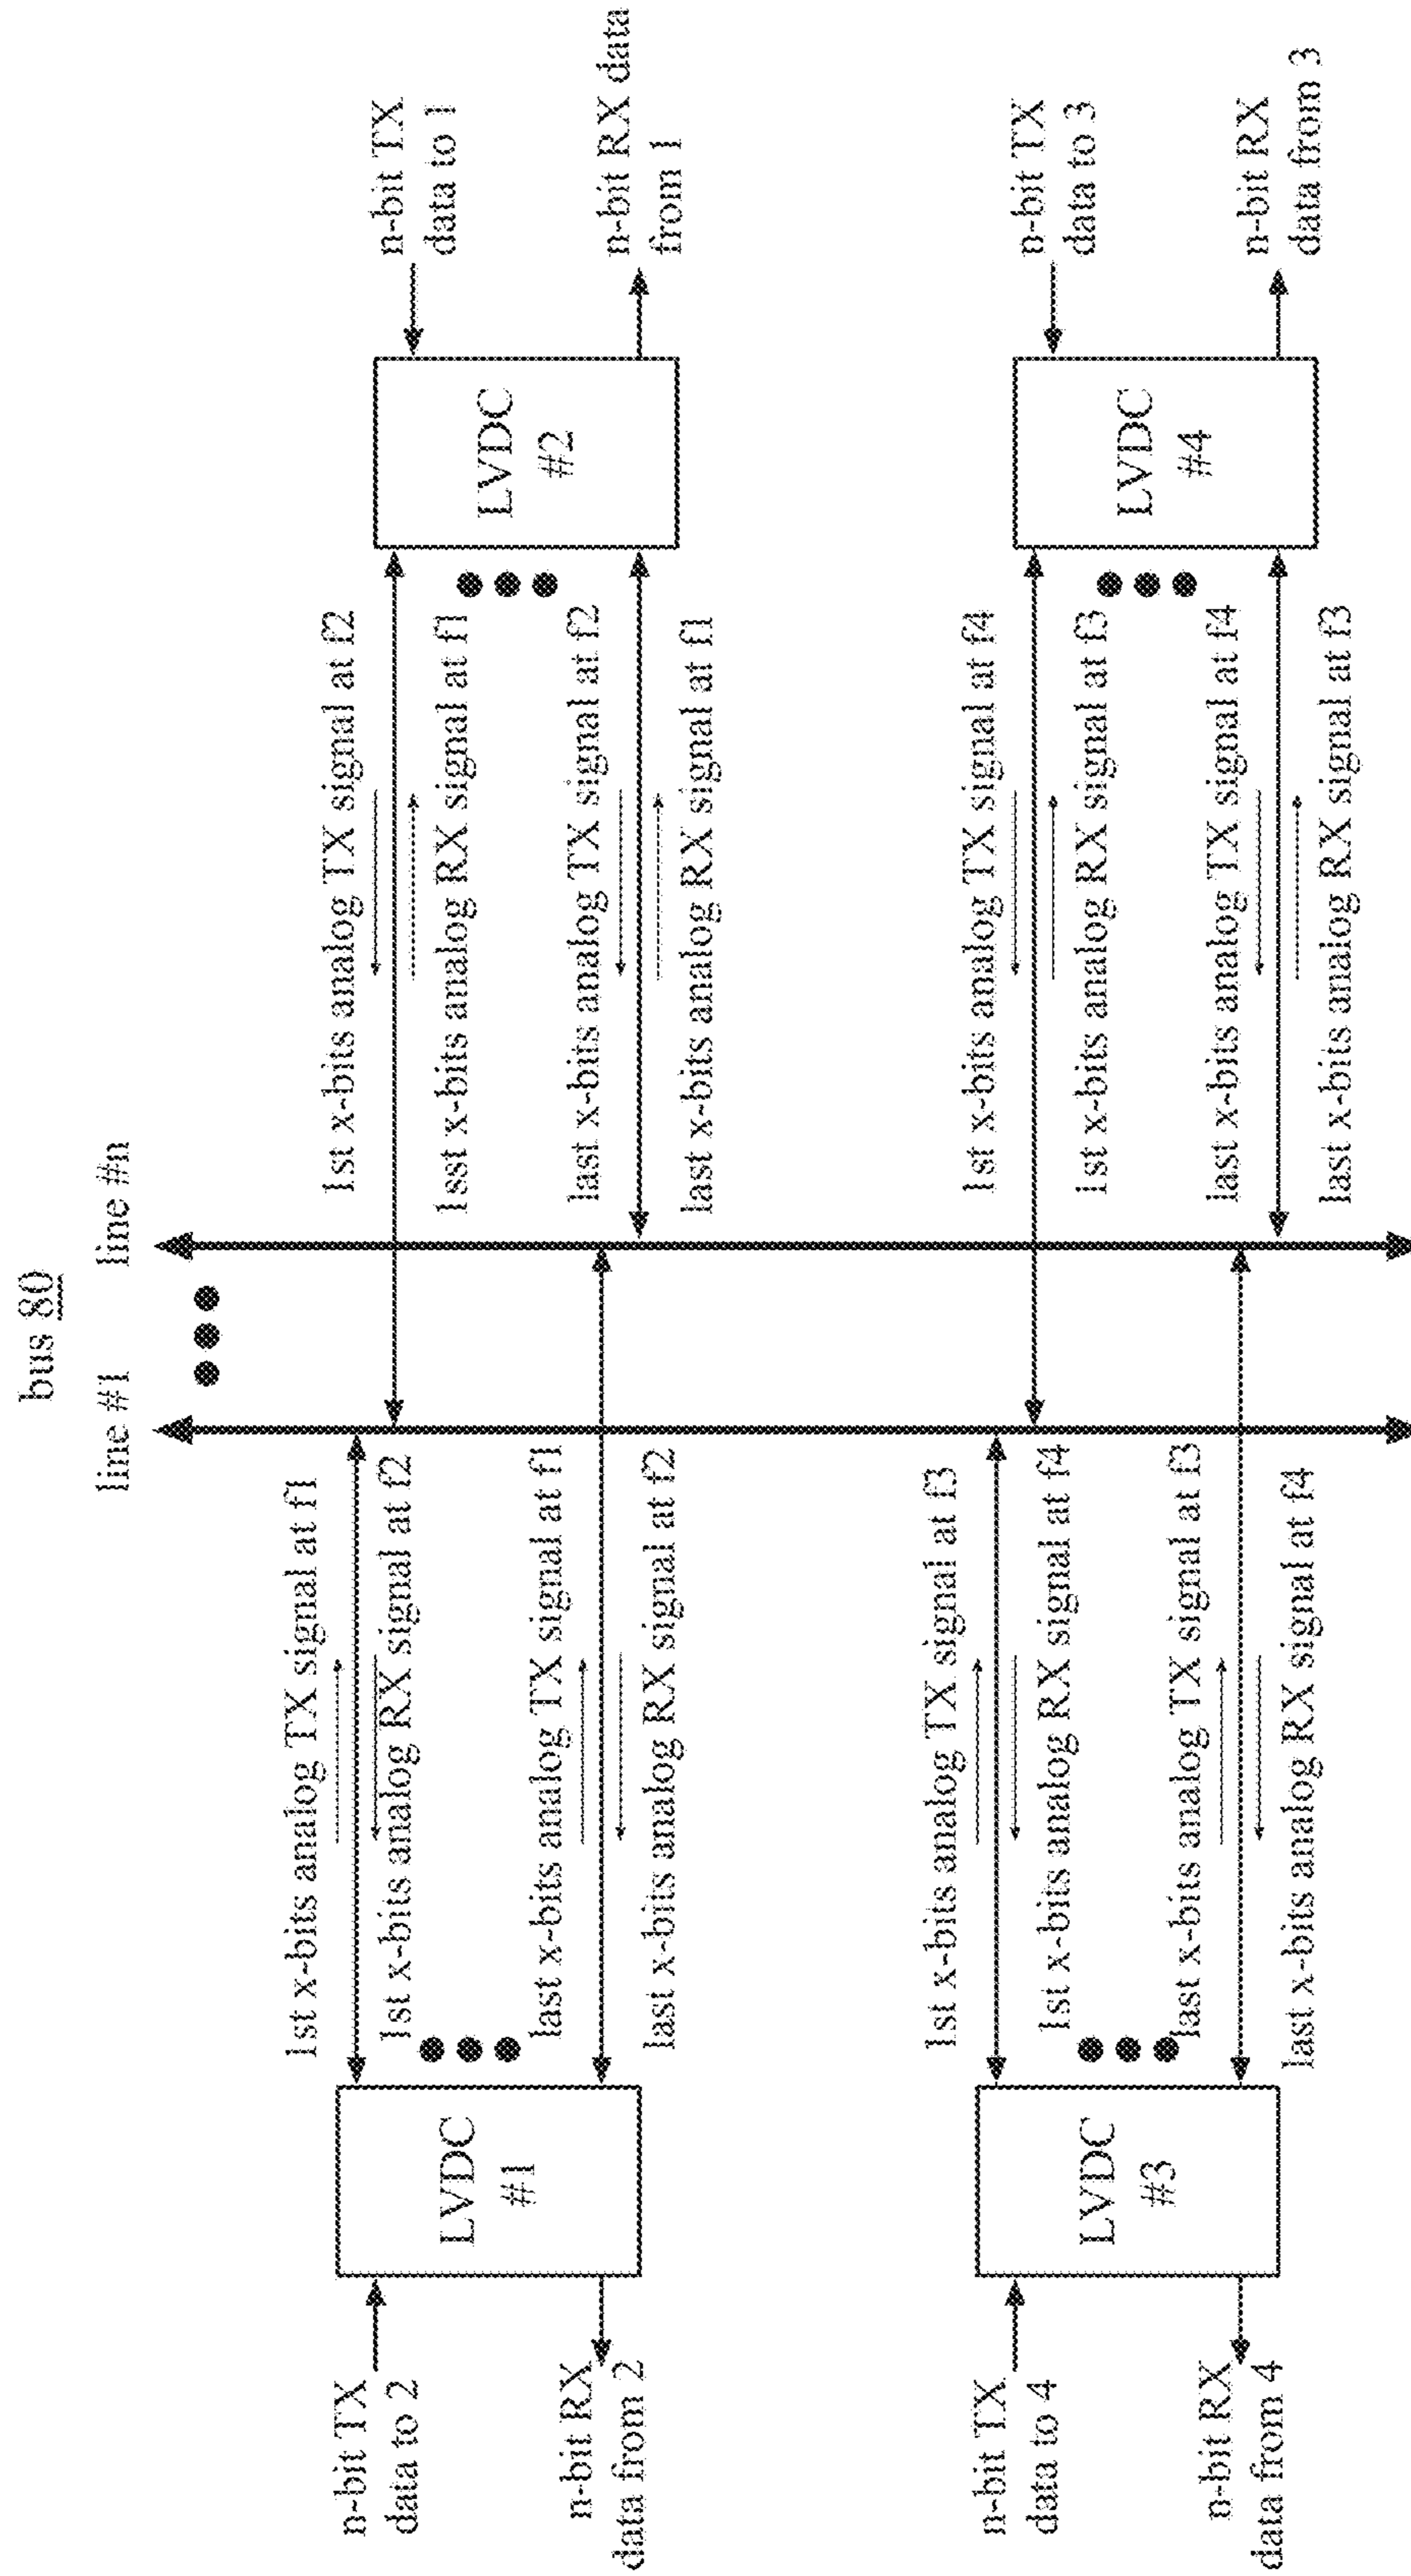 bus 80
line #1
line #n
n-bit TX
data to 2
n-bit RX
data from 2
LVDC
#1
1st x-bits analog TX signal at f1
1st x-bits analog RX signal at f2
last x-bits analog TX signal at f1
last x-bits analog RX signal at f2
1st x-bits analog TX signal at f2
1sst x-bits analog RX signal at f1
last x-bits analog TX signal at f2
last x-bits analog RX signal at f1
LVDC
#2
n-bit TX
data to 1
n-bit RX data
from 1
n-bit TX
data to 4
n-bit RX
data from 4
LVDC
#3
1st x-bits analog TX signal at f3
1st x-bits analog RX signal at f4
last x-bits analog TX signal at f3
last x-bits analog RX signal at f4
1st x-bits analog TX signal at f4
1st x-bits analog RX signal at f3
last x-bits analog TX signal at f4
last x-bits analog RX signal at f3
LVDC
#4
n-bit TX
data to 3
n-bit RX
data from 3